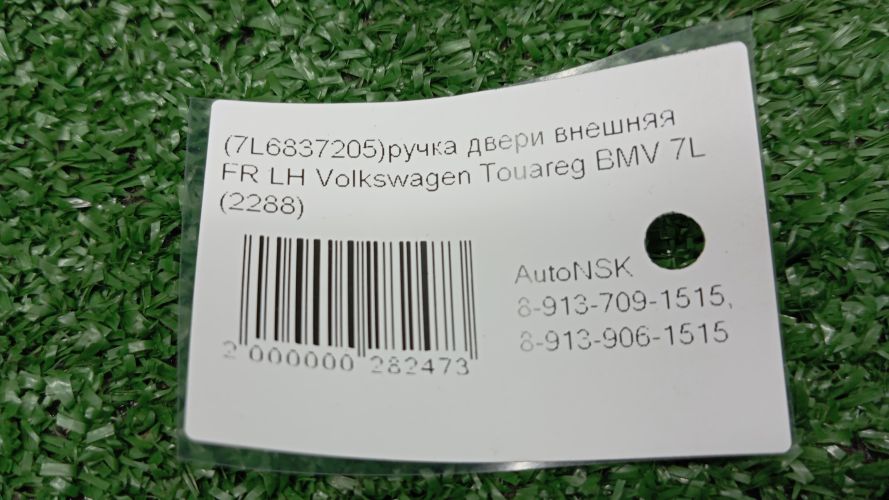 (7L6837205)ручка двери внешняя
FR LH Volkswagen Touareg BMV 7L
(2288)
AutoNSK
8-913-709-1515,
8-913-906-1515
2 000000 282473